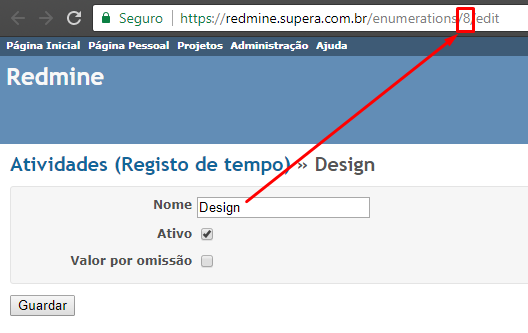 Seguro https://redmine.supera.com.br/enumerations/8/edit
Página Inicial Página Pessoal Projetos Administração Ajuda
Redmine
Atividades (Registo de tempo) » Design
Nome Design
Ativo
Valor por omissão
Guardar